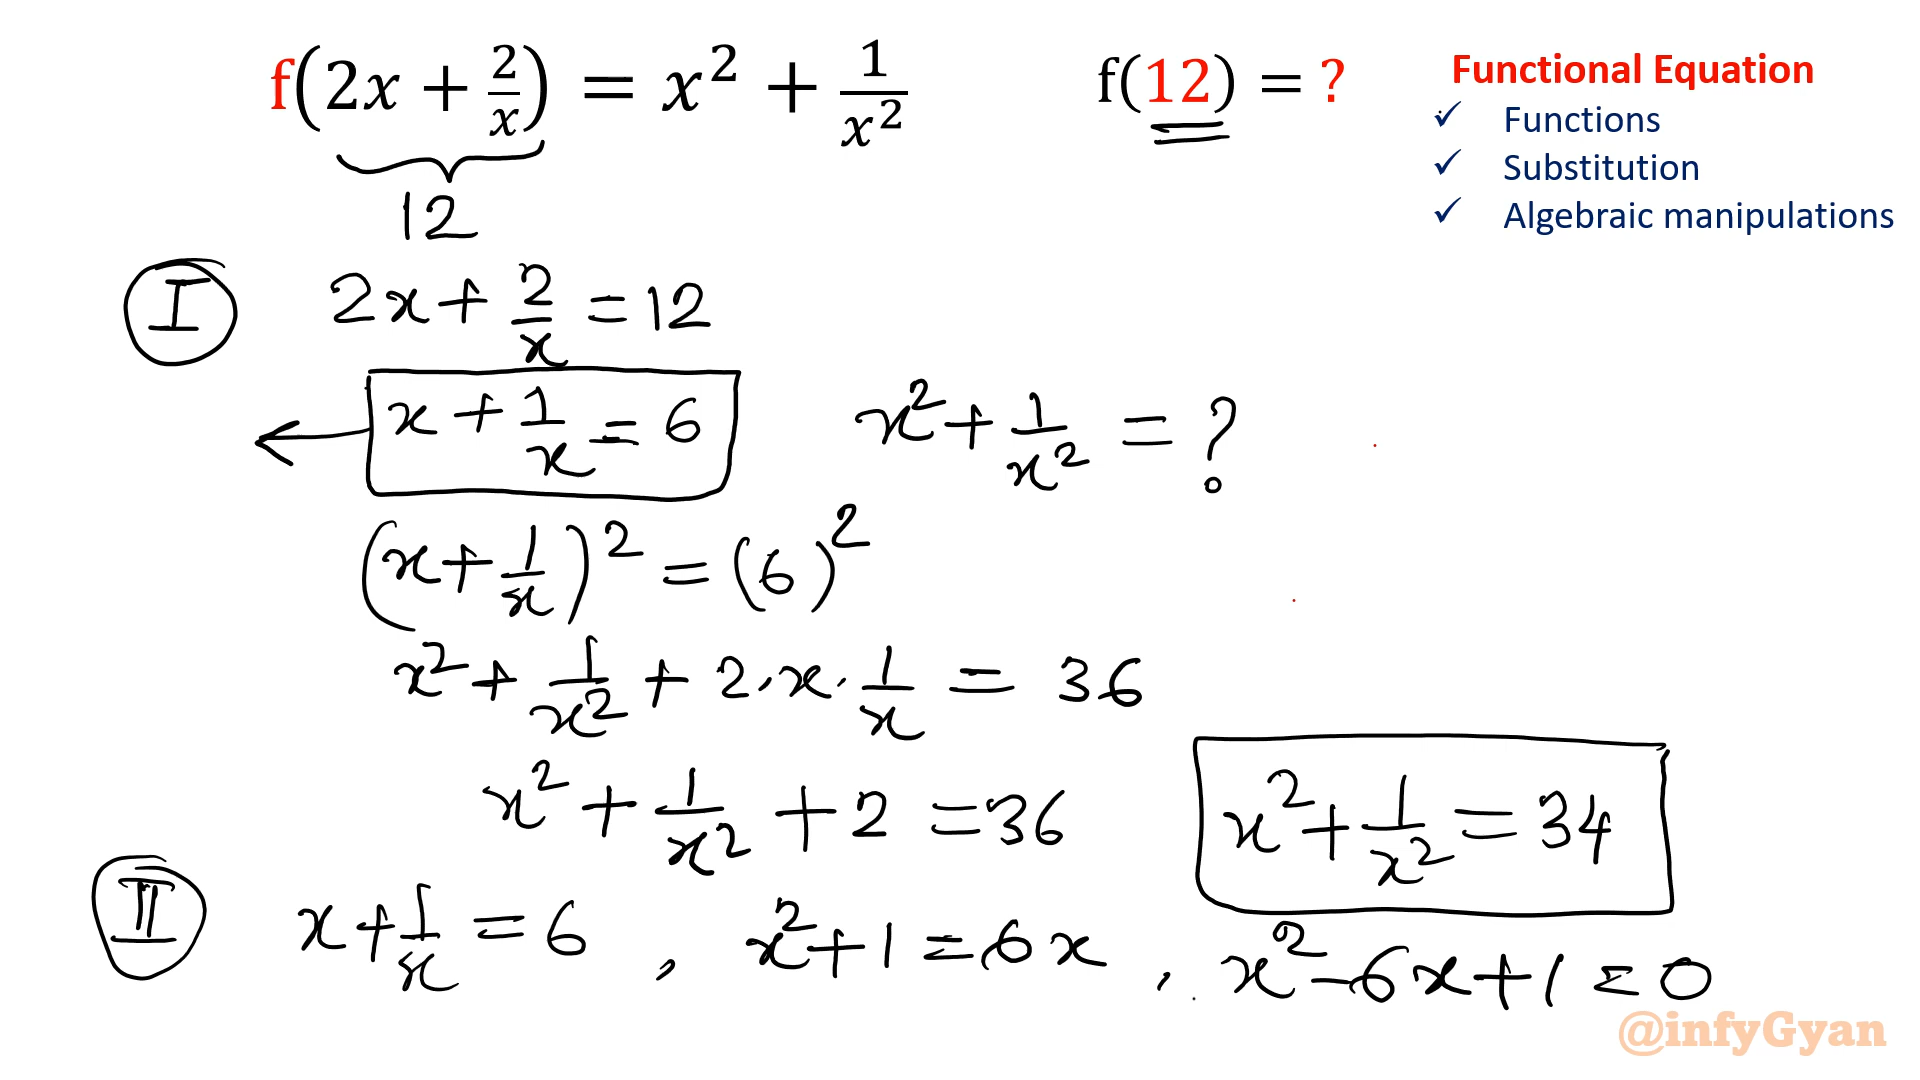 f(2x + 2/x) = x² + 1/x² f(12) = ?
Functional Equation
✓ Functions
✓ Substitution
✓ Algebraic manipulations
12
I 2x + 2/x = 12
x + 1/x = 6 x² + 1/x² = ?
(x + 1/x)² = (6)²
x² + 1/x² + 2·x·1/x = 36
x² + 1/x² + 2 = 36 x² + 1/x² = 34
II x + 1/x = 6 , x² + 1 = 6x , x² - 6x + 1 = 0
@infyGyan